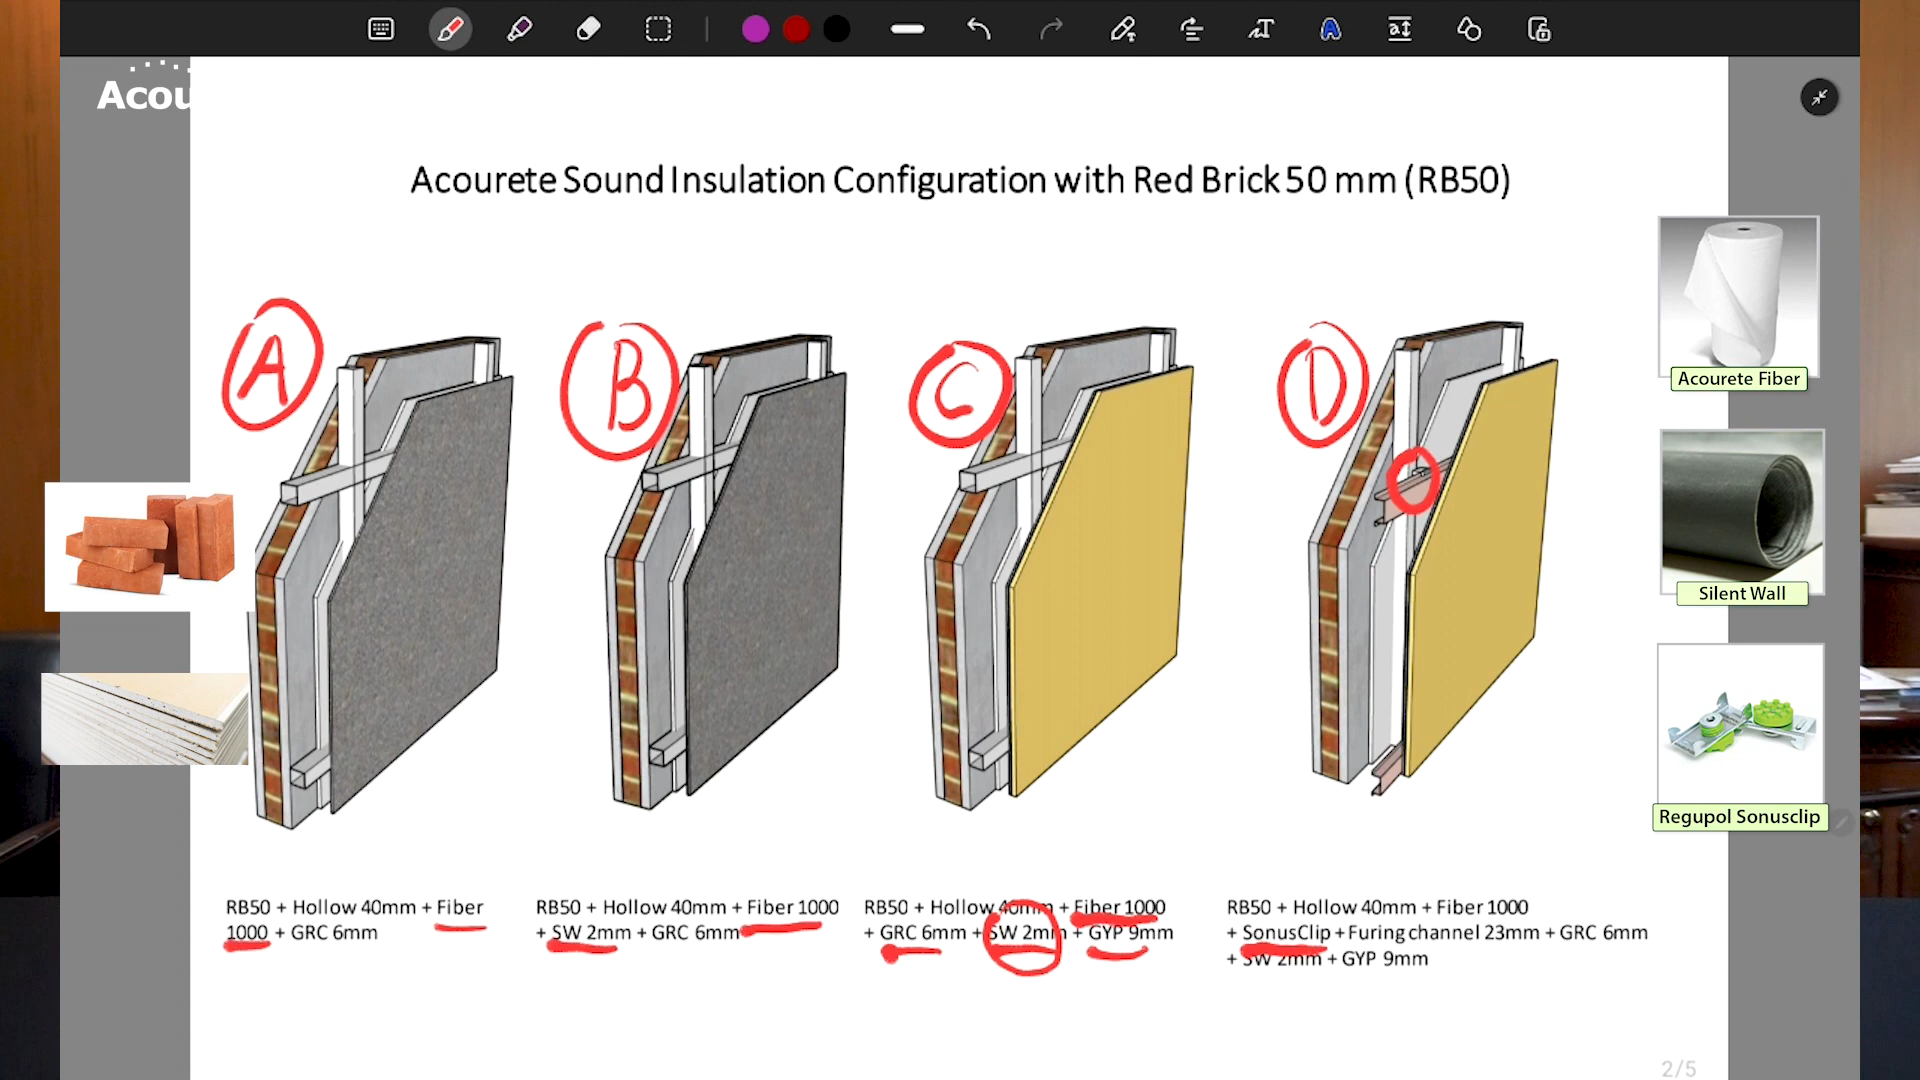 Acou
Acourete Sound Insulation Configuration with Red Brick 50 mm (RB50)
A
B
C
D
Acourete Fiber
Silent Wall
Regupol Sonusclip
RB50 + Hollow 40mm + Fiber
1000 + GRC 6mm
RB50 + Hollow 40mm + Fiber 1000
+ SW 2mm + GRC 6mm
RB50 + Hollow 40mm + Fiber 1000
+ GRC 6mm + SW 2mm + GYP 9mm
RB50 + Hollow 40mm + Fiber 1000
+ SonusClip + Furing channel 23mm + GRC 6mm
+ SW 2mm + GYP 9mm
2/5